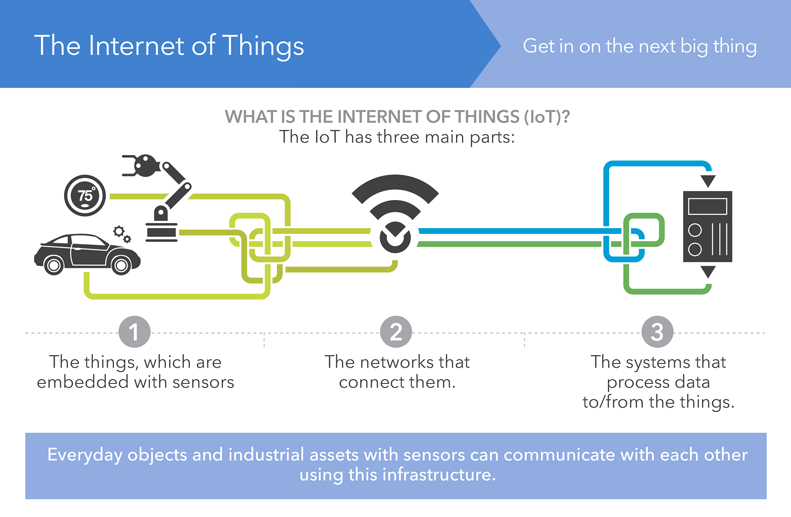 The Internet of Things
Get in on the next big thing
WHAT IS THE INTERNET OF THINGS (IoT)?
The IoT has three main parts:
75°
1
The things, which are
embedded with sensors
2
The networks that
connect them.
3
The systems that
process data
to/from the things.
Everyday objects and industrial assets with sensors can communicate with each other
using this infrastructure.